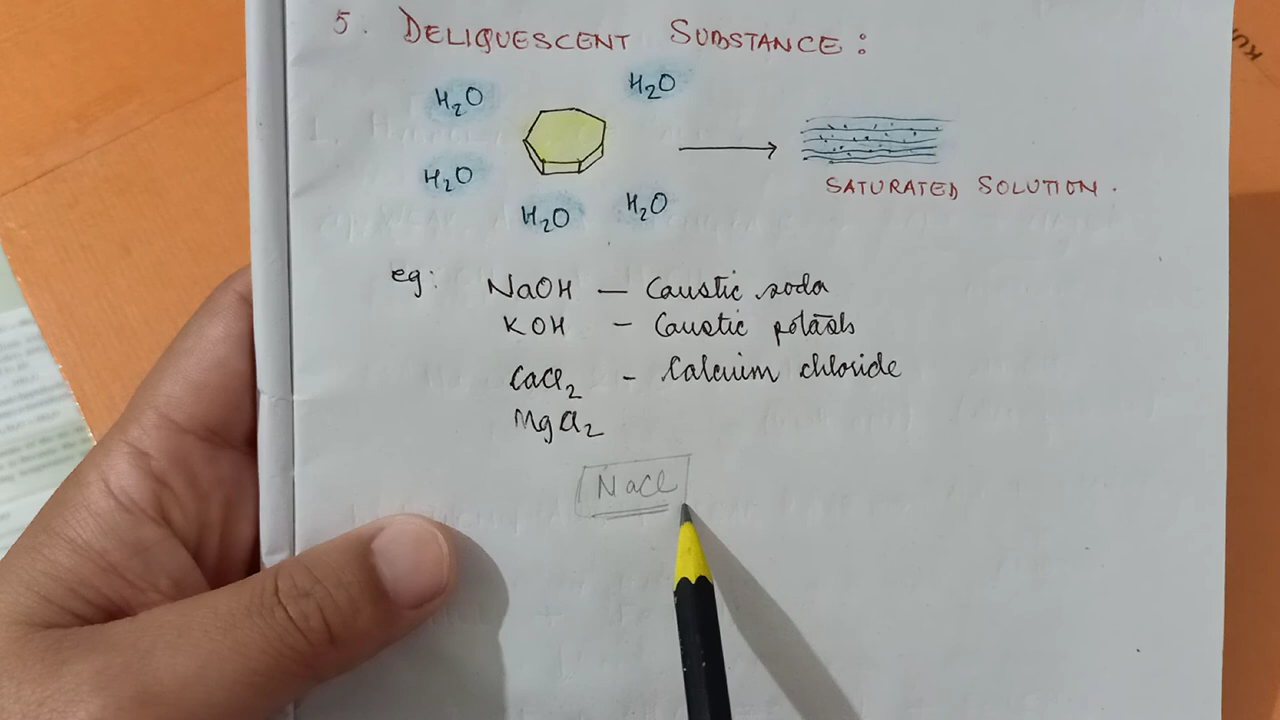 5. DELIQUESCENT SUBSTANCE:
H₂O
H₂O
H₂O
H₂O
H₂O
SATURATED SOLUTION.
eg: NaOH — Caustic soda
KOH – Caustic potash
CaCl₂ – Calcium chloride
MgCl₂
NaCl